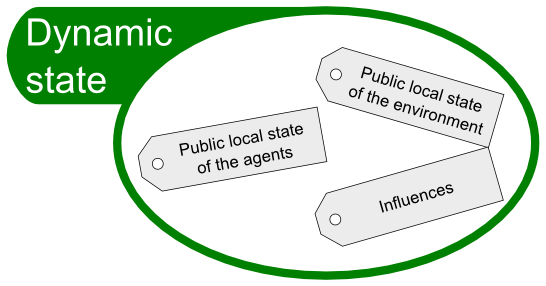 Dynamic
state
Public local state
of the environment
Public local state
of the agents
Influences